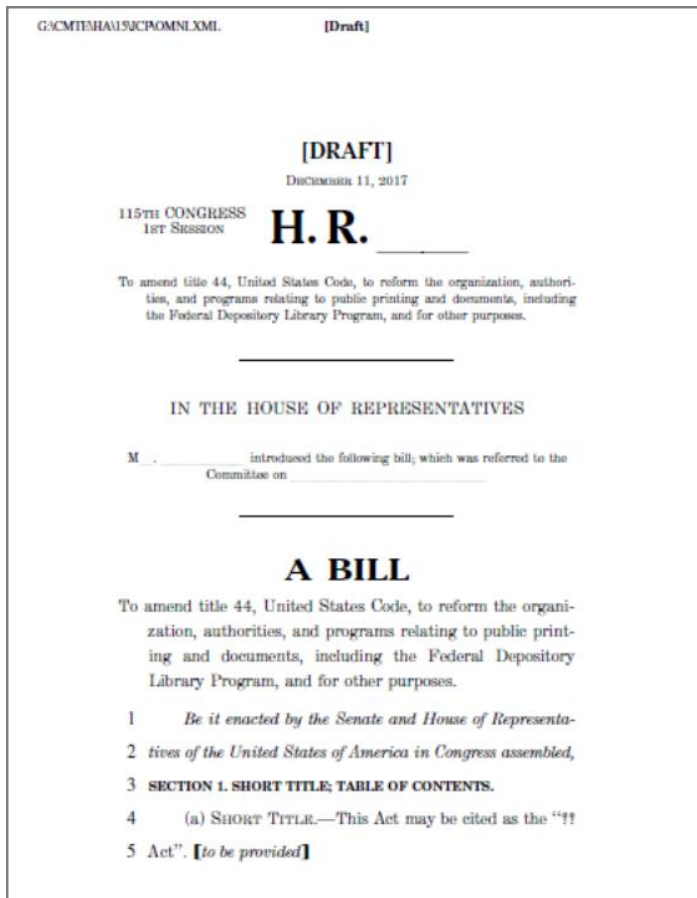 G:\CMTE\HA\15\JCP\OMNI.XML [Draft]
[DRAFT]
DECEMBER 11, 2017
115TH CONGRESS
1ST SESSION
H. R. ____
To amend title 44, United States Code, to reform the organization, authori-
ties, and programs relating to public printing and documents, including
the Federal Depository Library Program, and for other purposes.
IN THE HOUSE OF REPRESENTATIVES
M__. ____ introduced the following bill; which was referred to the
Committee on ____
A BILL
To amend title 44, United States Code, to reform the organi-
zation, authorities, and programs relating to public print-
ing and documents, including the Federal Depository
Library Program, and for other purposes.
1 Be it enacted by the Senate and House of Representa-
2 tives of the United States of America in Congress assembled,
3 SECTION 1. SHORT TITLE; TABLE OF CONTENTS.
4 (a) SHORT TITLE.—This Act may be cited as the “??
5 Act”. [to be provided]